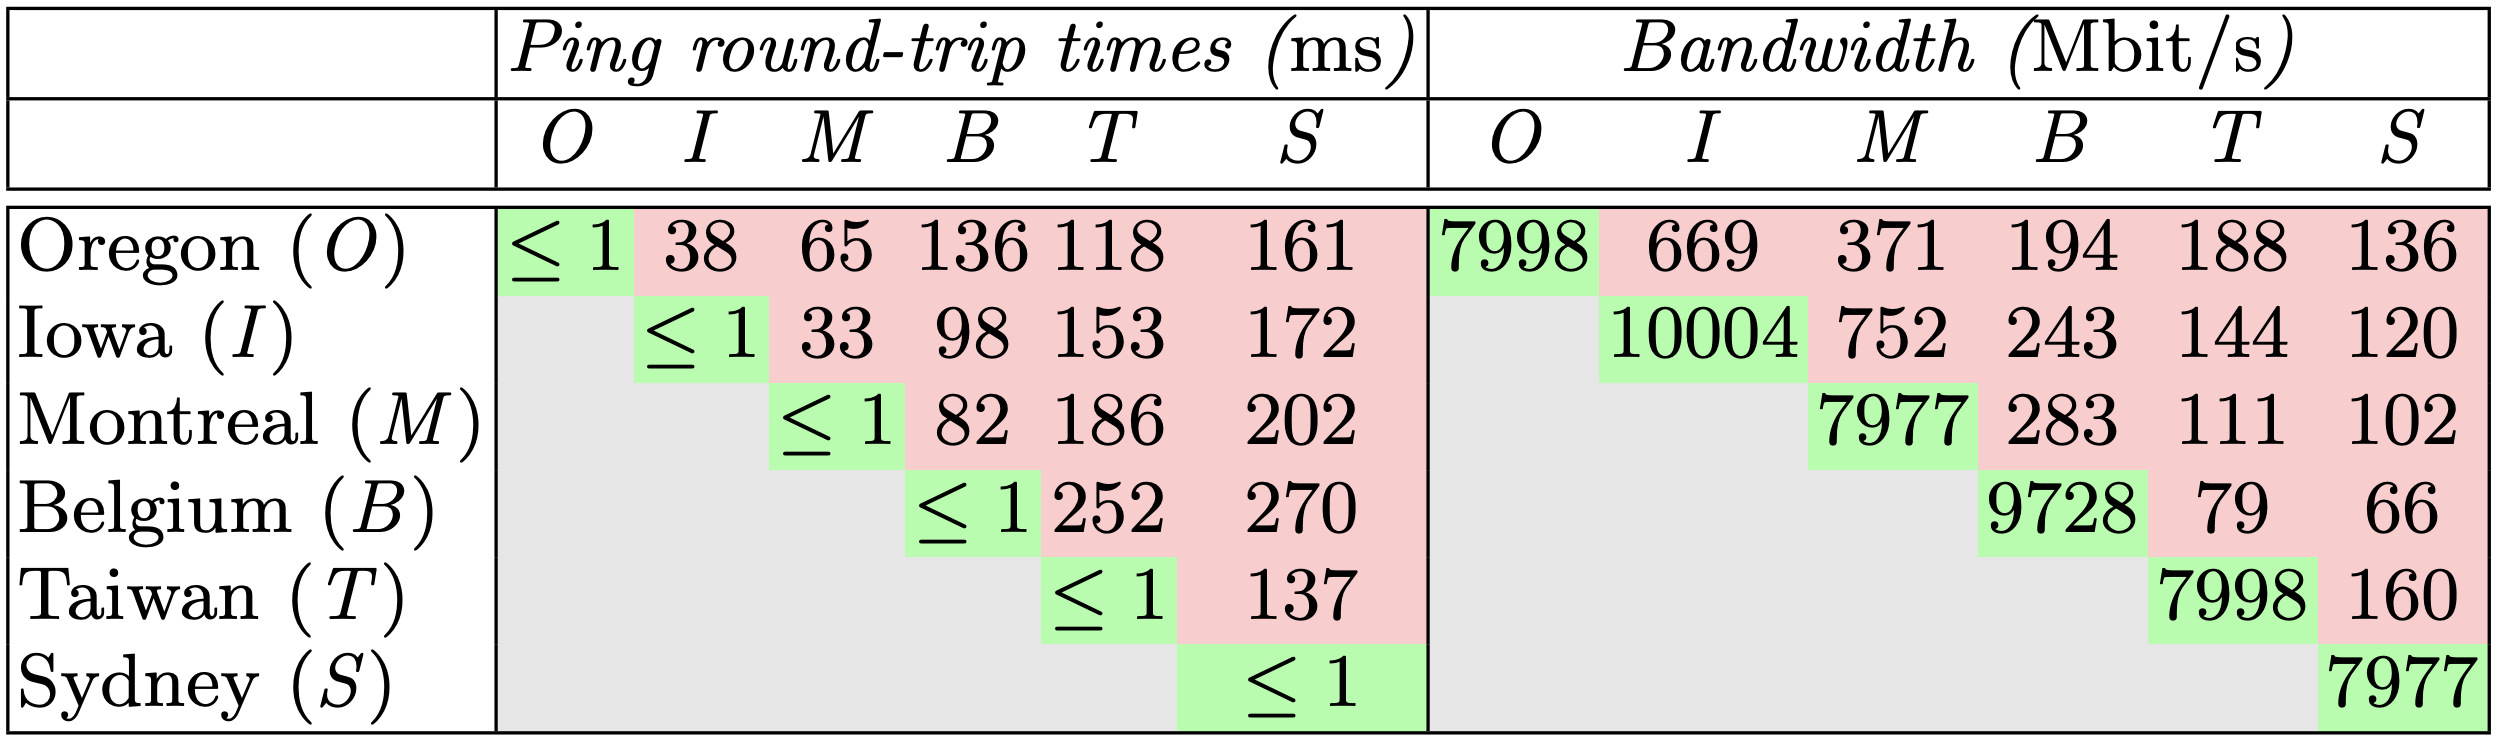 Ping round-trip times (ms) Bandwidth (Mbit/s)
O I M B T S O I M B T S
Oregon (O) ≤ 1 38 65 136 118 161 7998 669 371 194 188 136
Iowa (I) ≤ 1 33 98 153 172 10004 752 243 144 120
Montreal (M) ≤ 1 82 186 202 7977 283 111 102
Belgium (B) ≤ 1 252 270 9728 79 66
Taiwan (T) ≤ 1 137 7998 160
Sydney (S) ≤ 1 7977